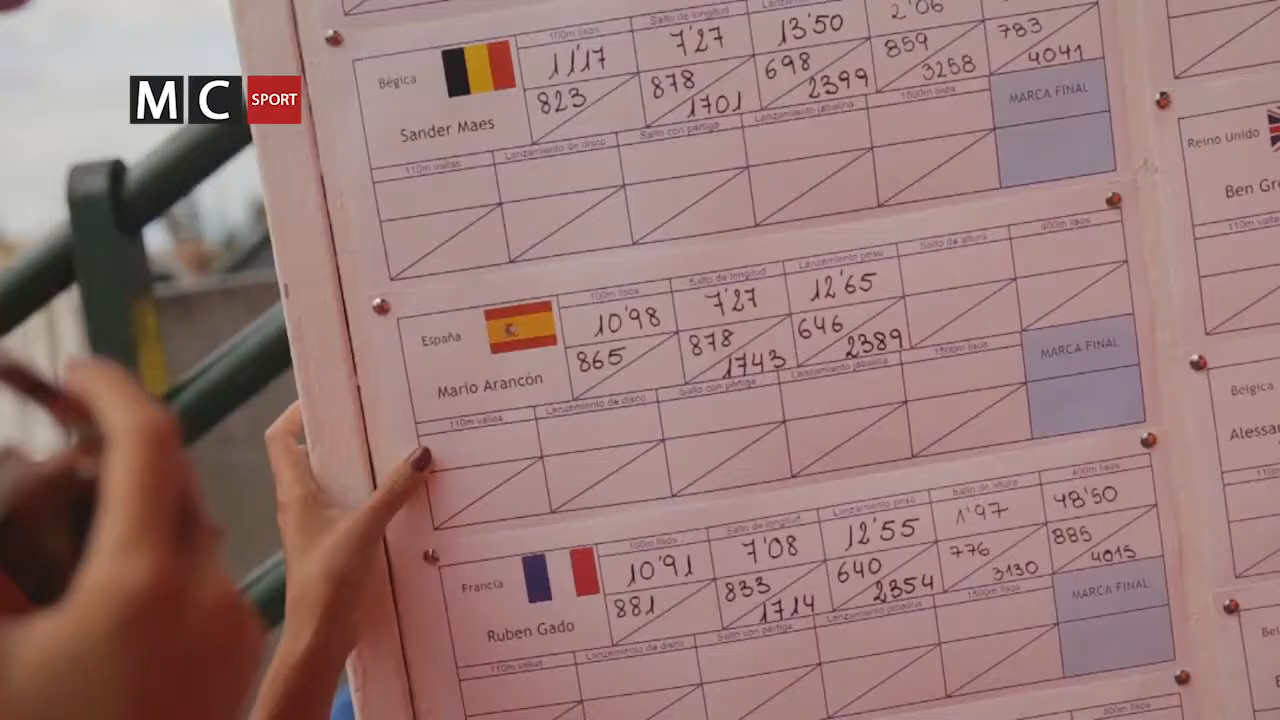 MC SPORT
100m lisos Salto de longitud
Bégica 11'17 7'27 13'50 2'06
823 878 698 859 783
1701 2399 3258 4041
Sander Maes
MARCA FINAL
110m vallas Lanzamiento de disco Salto con pértiga Lanzamiento jabalina 1500m lisos
100m lisos Salto de longitud Lanzamiento peso Salto de altura 400m lisos
España 10'98 7'27 12'65
865 878 646
1743 2389
Mario Arancón
MARCA FINAL
110m vallas Lanzamiento de disco Salto con pértiga Lanzamiento jabalina 1500m lisos
100m lisos Salto de longitud Lanzamiento peso Salto de altura 400m lisos
Francia 10'91 7'08 12'55 1'97 48'50
881 833 640 776 885
1714 2354 3130 4015
Ruben Gado
MARCA FINAL
110m vallas Lanzamiento de disco Salto con pértiga Lanzamiento jabalina 1500m lisos
Reino Unido
Ben
Belgica